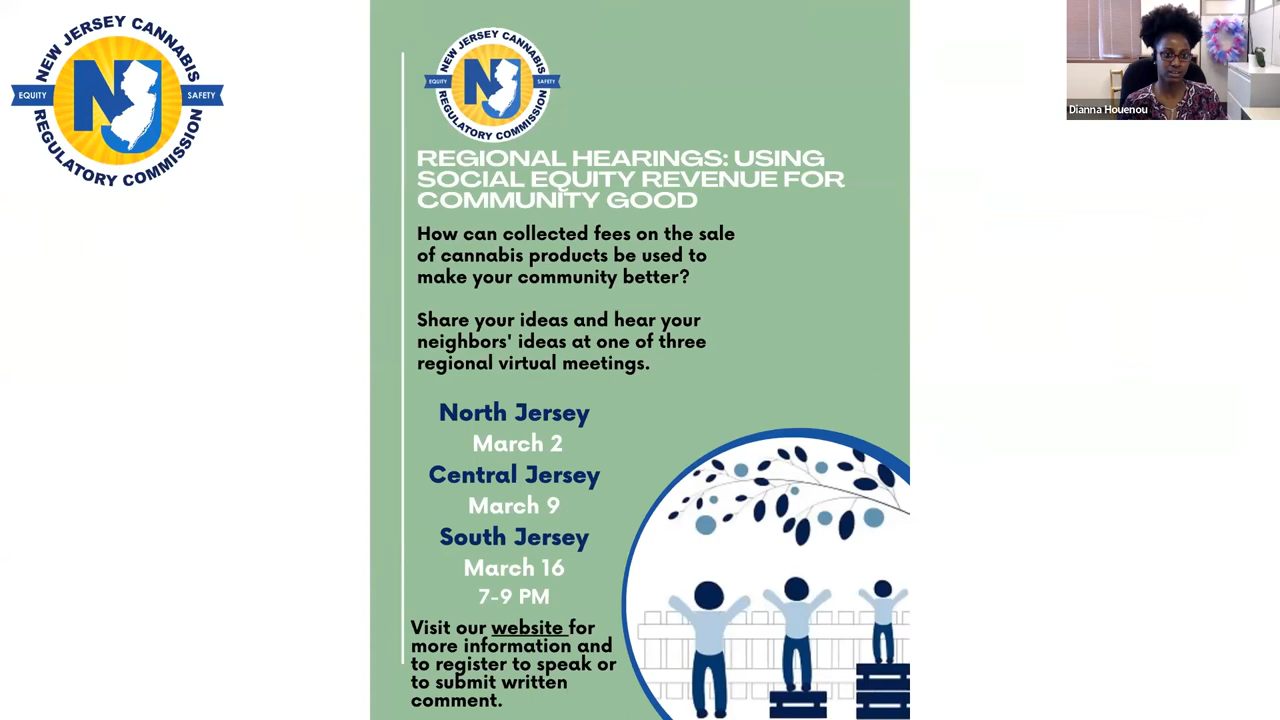 NEW JERSEY CANNABIS
EQUITY
NJ
SAFETY
REGULATORY COMMISSION
NEW JERSEY CANNABIS
EQUITY
NJ
SAFETY
REGULATORY COMMISSION
Dianna Houenou
REGIONAL HEARINGS: USING
SOCIAL EQUITY REVENUE FOR
COMMUNITY GOOD
How can collected fees on the sale
of cannabis products be used to
make your community better?
Share your ideas and hear your
neighbors' ideas at one of three
regional virtual meetings.
North Jersey
March 2
Central Jersey
March 9
South Jersey
March 16
7-9 PM
Visit our website for
more information and
to register to speak or
to submit written
comment.